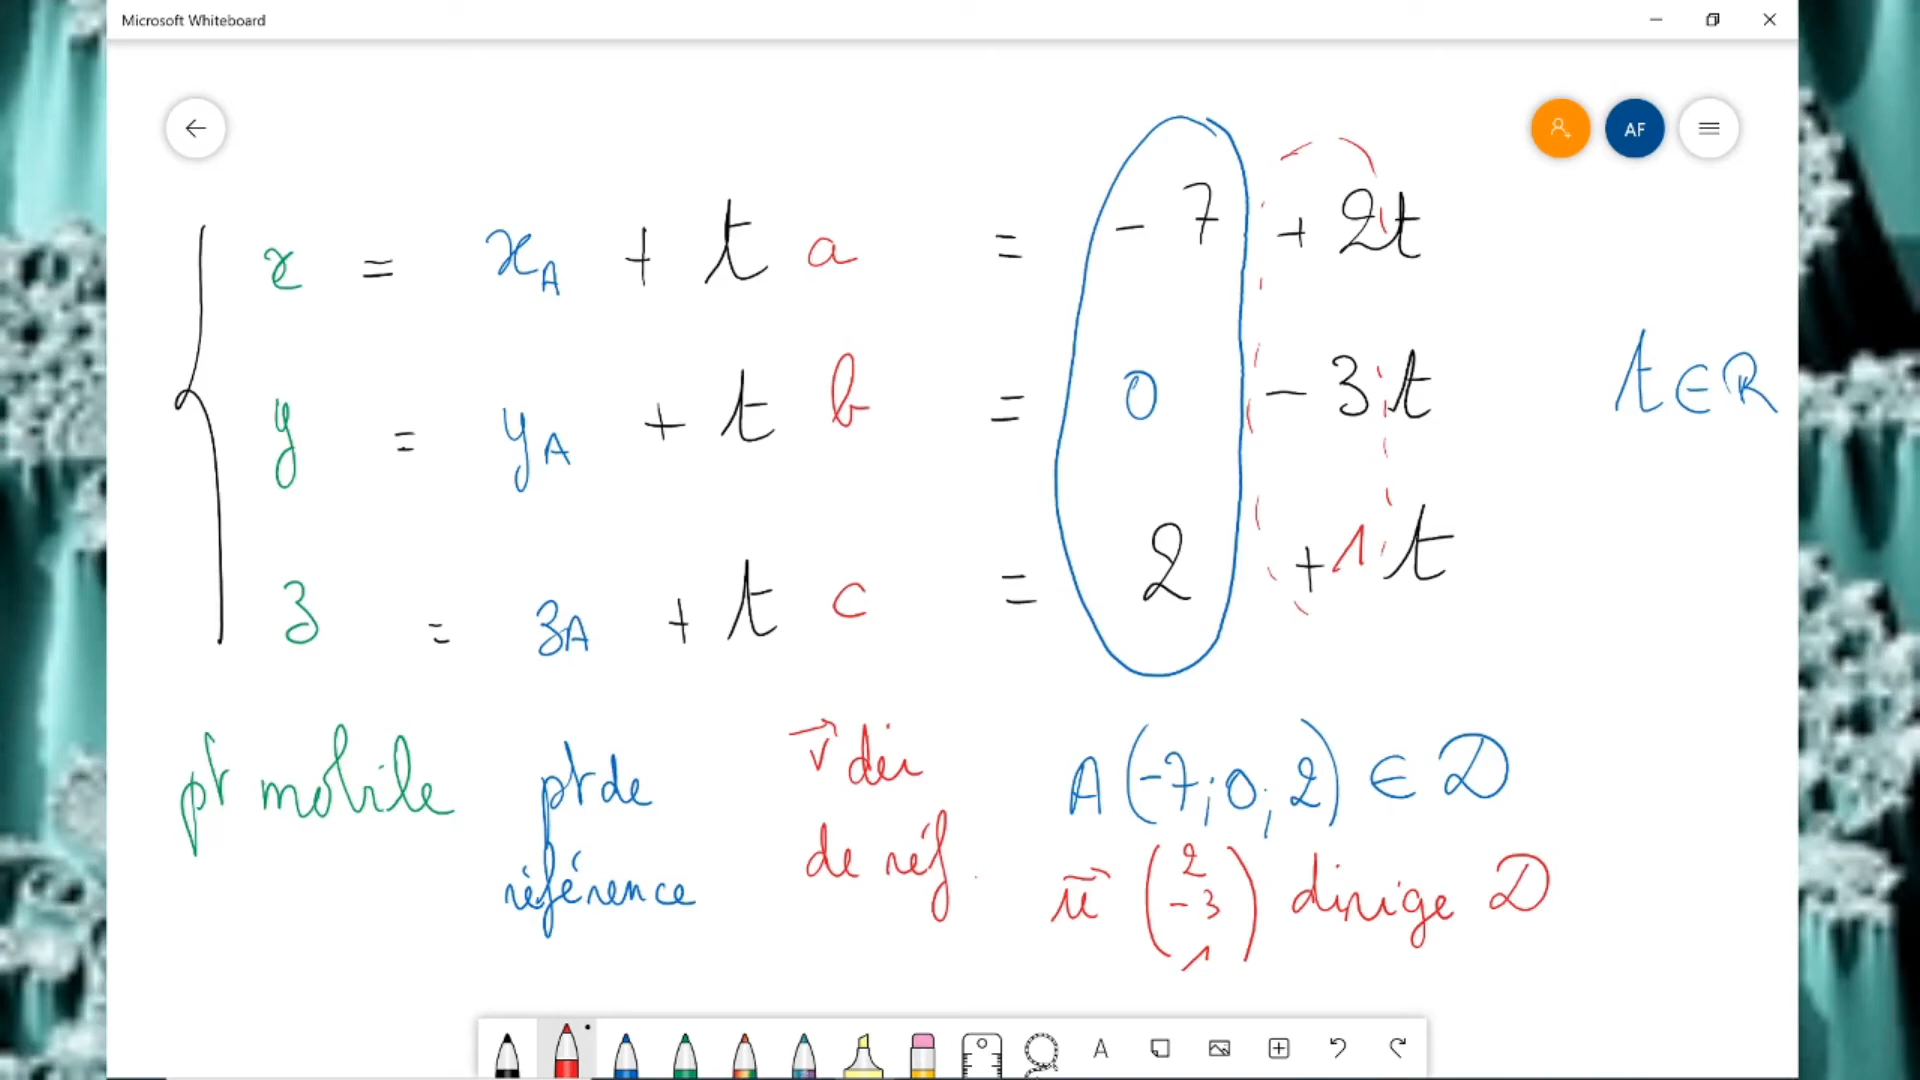 Microsoft Whiteboard
AF
x = xA + t a = - 7 + 2t
y = yA + t b = 0 - 3t t ∈ R
z = zA + t c = 2 + 1t
pt mobile
pt de
référence
v dir
de réf.
A (-7; 0; 2) ∈ D
u (2 -3 1) dirige D
A